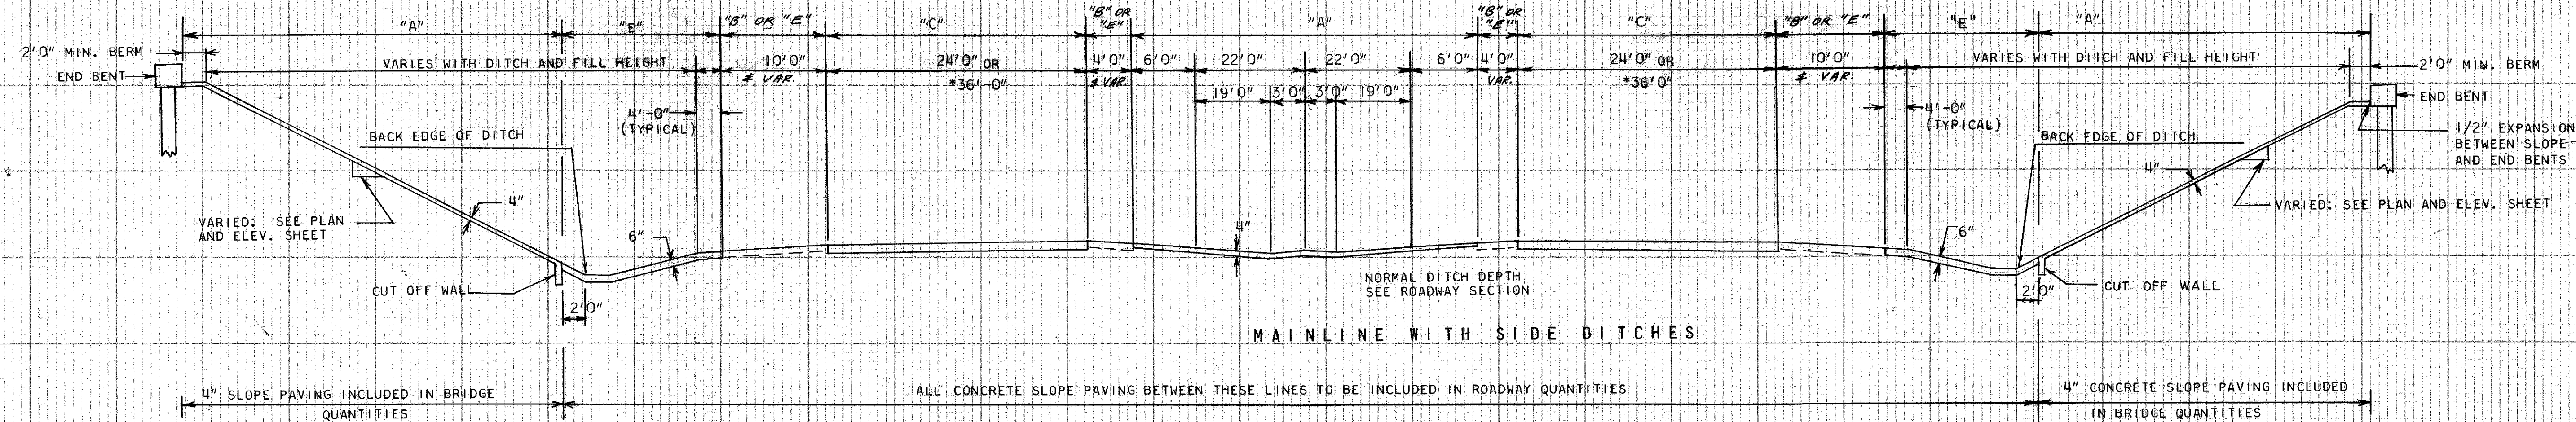 "A"
"E"
"B" OR "E"
"C"
"B" OR
"E"
"A"
"B" OR
"E"
"C"
"B" OR "E"
"E"
"A"
2'0" MIN. BERM
END BENT
VARIES WITH DITCH AND FILL HEIGHT
10'0"
& VAR.
24'0" OR
*36'-0"
4'0"
& VAR.
6'0"
22'0"
22'0"
6'0"
4'0"
VAR.
24'0" OR
*36'0"
10'0"
& VAR.
VARIES WITH DITCH AND FILL HEIGHT
2'0" MIN. BERM
END BENT
19'0"
3'0"
3'0"
19'0"
4'-0"
(TYPICAL)
4'-0"
(TYPICAL)
BACK EDGE OF DITCH
BACK EDGE OF DITCH
1/2" EXPANSION
BETWEEN SLOPE
AND END BENTS
4"
4"
VARIED: SEE PLAN
AND ELEV. SHEET
VARIED: SEE PLAN AND ELEV. SHEET
6"
4"
6"
CUT OFF WALL
2'0"
NORMAL DITCH DEPTH
SEE ROADWAY SECTION
2'0"
CUT OFF WALL
MAINLINE WITH SIDE DITCHES
4" SLOPE PAVING INCLUDED IN BRIDGE
QUANTITIES
ALL CONCRETE SLOPE PAVING BETWEEN THESE LINES TO BE INCLUDED IN ROADWAY QUANTITIES
4" CONCRETE SLOPE PAVING INCLUDED
IN BRIDGE QUANTITIES